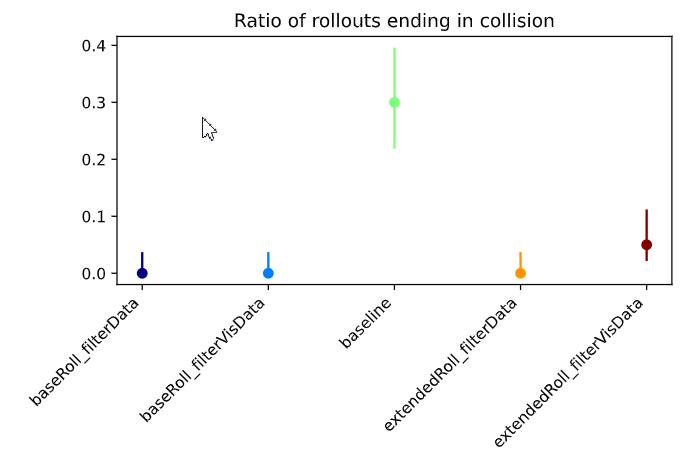 Ratio of rollouts ending in collision
0.4
0.3
0.2
0.1
0.0
baseRoll_filterData
baseRoll_filterVisData
baseline
extendedRoll_filterData
extendedRoll_filterVisData